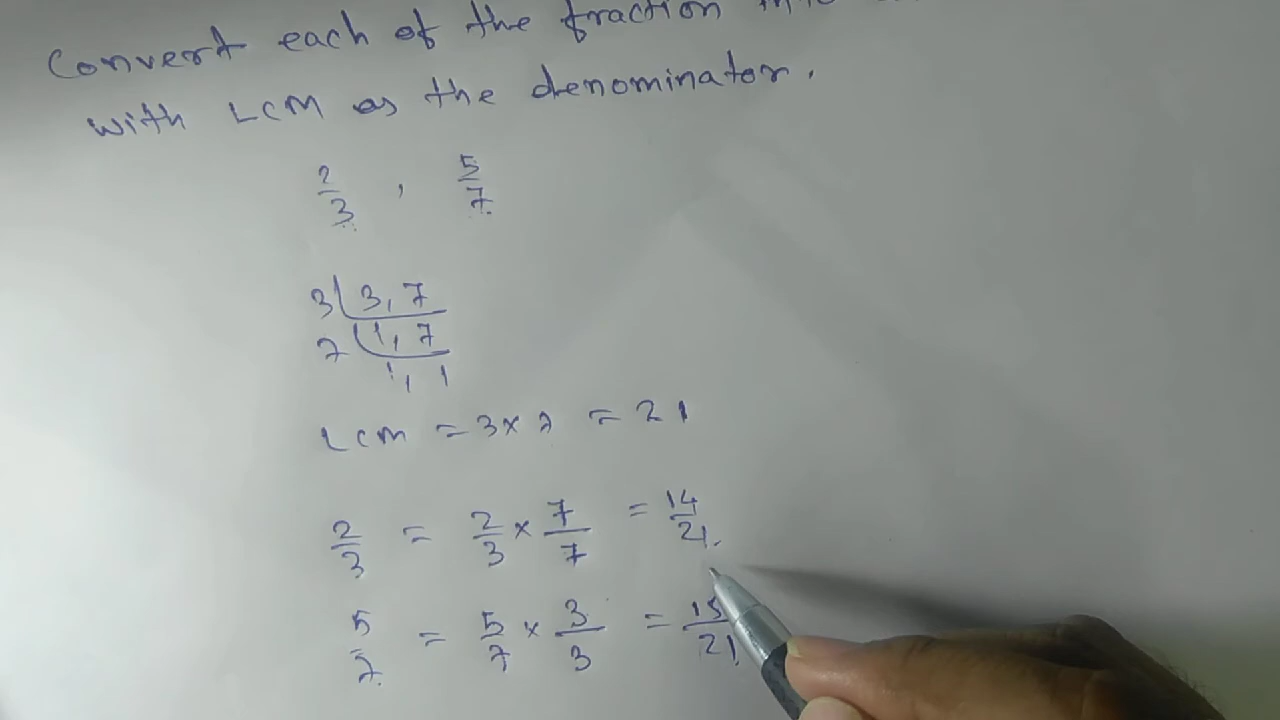 Convert each of the fraction
with LCM as the denominator.
2/3 , 5/7
3 | 3, 7
7 | 1, 7
1, 1
LCM = 3 × 7 = 21
2/3 = 2/3 × 7/7 = 14/21
5/7 = 5/7 × 3/3 = 15/21